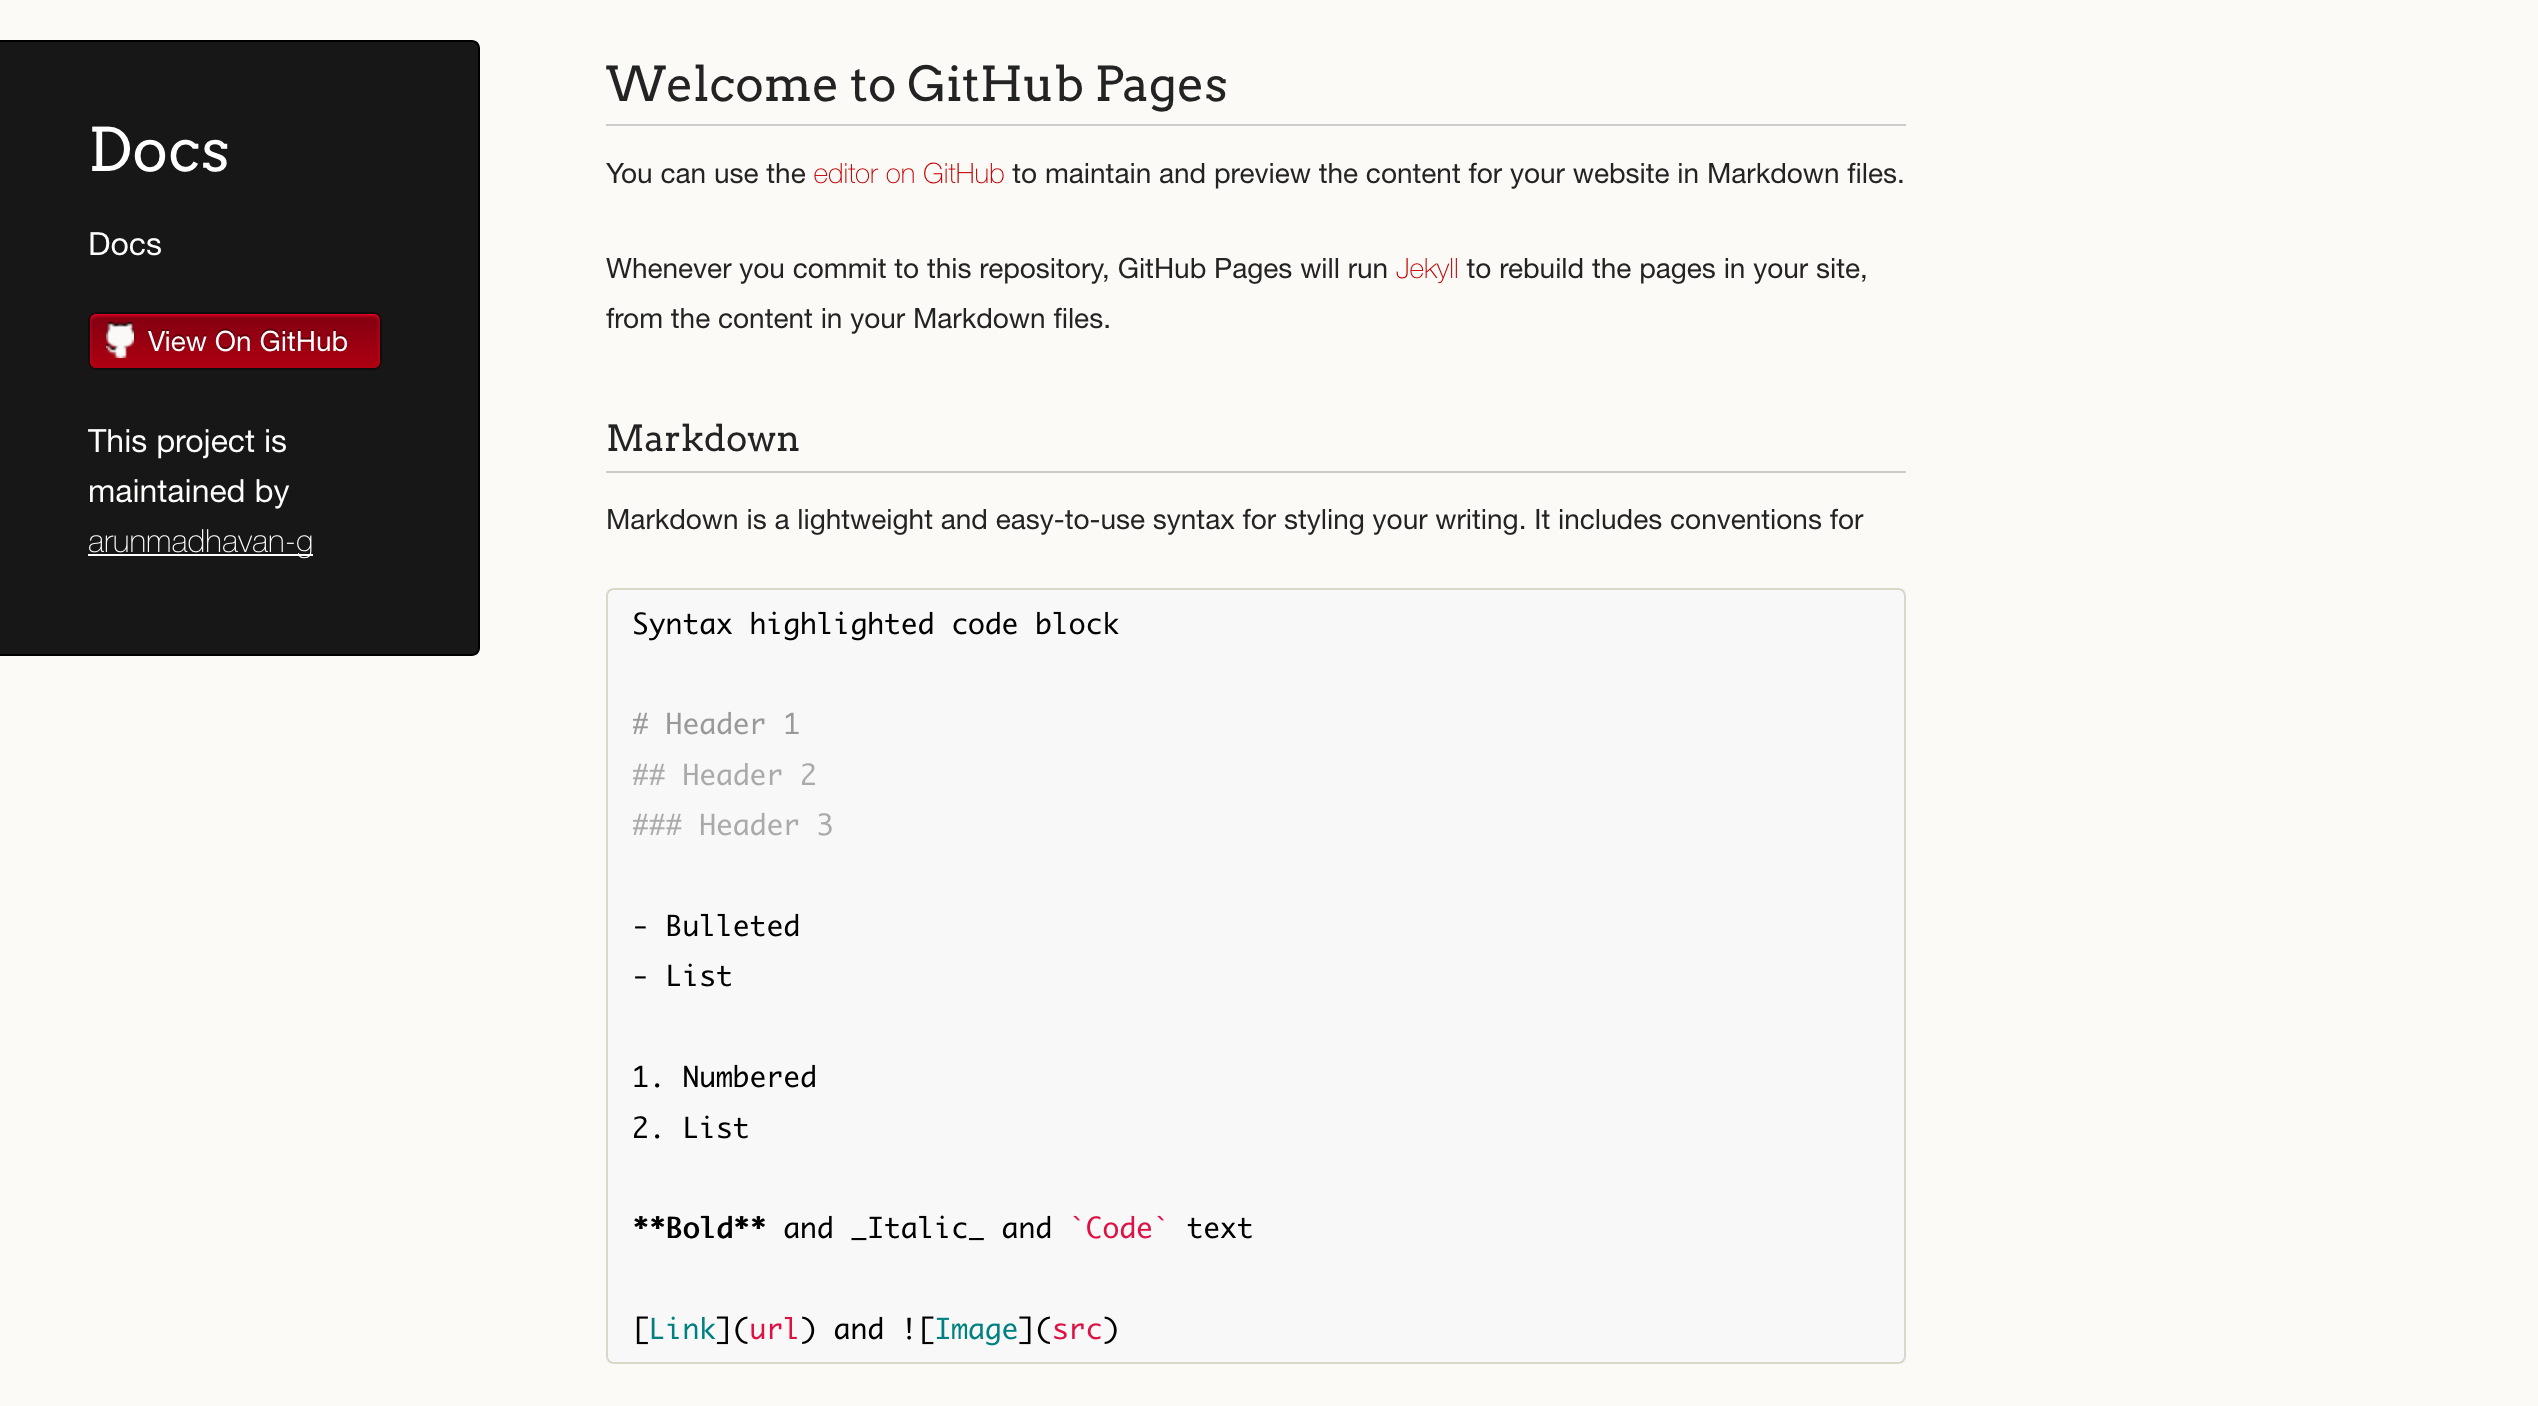 Docs
Docs
View On GitHub
This project is
maintained by
arunmadhavan-g
Welcome to GitHub Pages
You can use the editor on GitHub to maintain and preview the content for your website in Markdown files.
Whenever you commit to this repository, GitHub Pages will run Jekyll to rebuild the pages in your site,
from the content in your Markdown files.
Markdown
Markdown is a lightweight and easy-to-use syntax for styling your writing. It includes conventions for
Syntax highlighted code block
# Header 1
## Header 2
### Header 3
- Bulleted
- List
1. Numbered
2. List
**Bold** and _Italic_ and `Code` text
[Link](url) and ![Image](src)